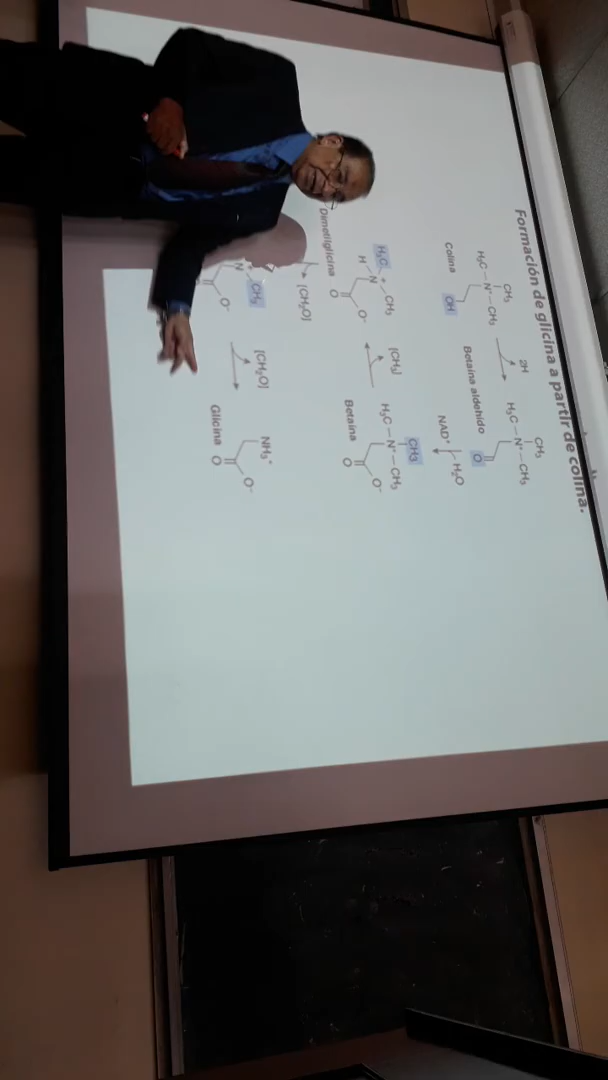 Formación de glicina a partir de colina.
CH₃
H₃C—N⁺—CH₃
OH
Colina
2H
CH₃
H₃C—N⁺—CH₃
O
Betaína aldehído
NAD⁺
H₂O
H₃C
CH₃
H—N⁺
O⁻
O
Dimetilglicina
[CH₃]
CH3
H₃C—N⁺—CH₃
O⁻
O
Betaína
[CH₂O]
CH₃
O⁻
[CH₂O]
NH₃⁺
O⁻
O
Glicina